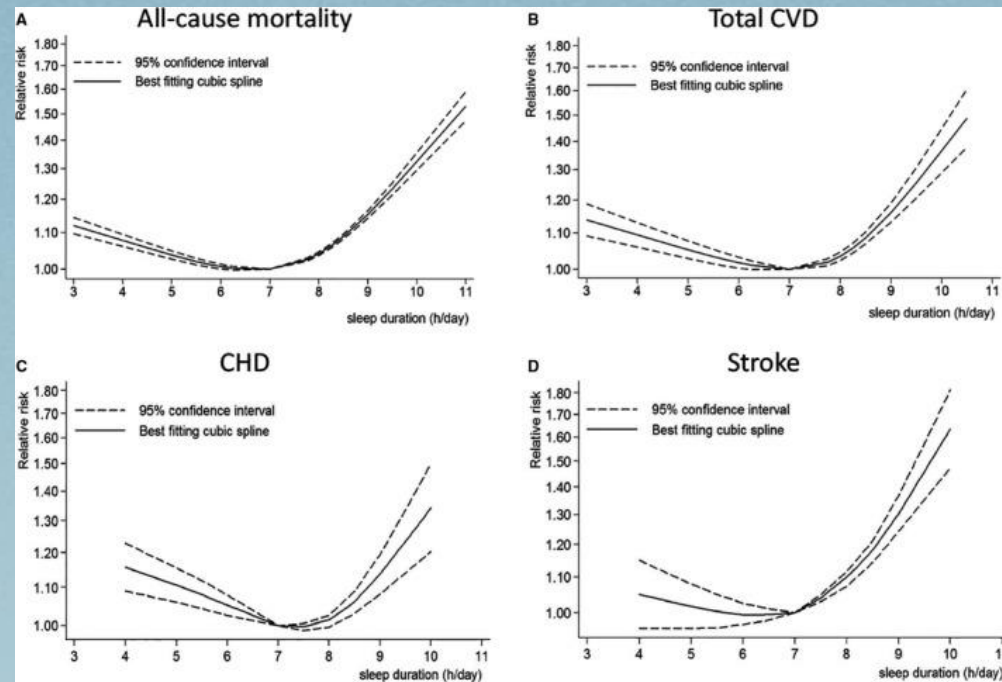 A All-cause mortality
Relative risk
1.80
1.70
1.60
1.50
1.40
1.30
1.20
1.10
1.00
95% confidence interval
Best fitting cubic spline
3 4 5 6 7 8 9 10 11
sleep duration (h/day)
B Total CVD
Relative risk
1.80
1.70
1.60
1.50
1.40
1.30
1.20
1.10
1.00
95% confidence interval
Best fitting cubic spline
3 4 5 6 7 8 9 10 11
sleep duration (h/day)
C CHD
Relative risk
1.80
1.70
1.60
1.50
1.40
1.30
1.20
1.10
1.00
95% confidence interval
Best fitting cubic spline
3 4 5 6 7 8 9 10 11
sleep duration (h/day)
D Stroke
Relative risk
1.80
1.70
1.60
1.50
1.40
1.30
1.20
1.10
1.00
95% confidence interval
Best fitting cubic spline
3 4 5 6 7 8 9 10
sleep duration (h/day)